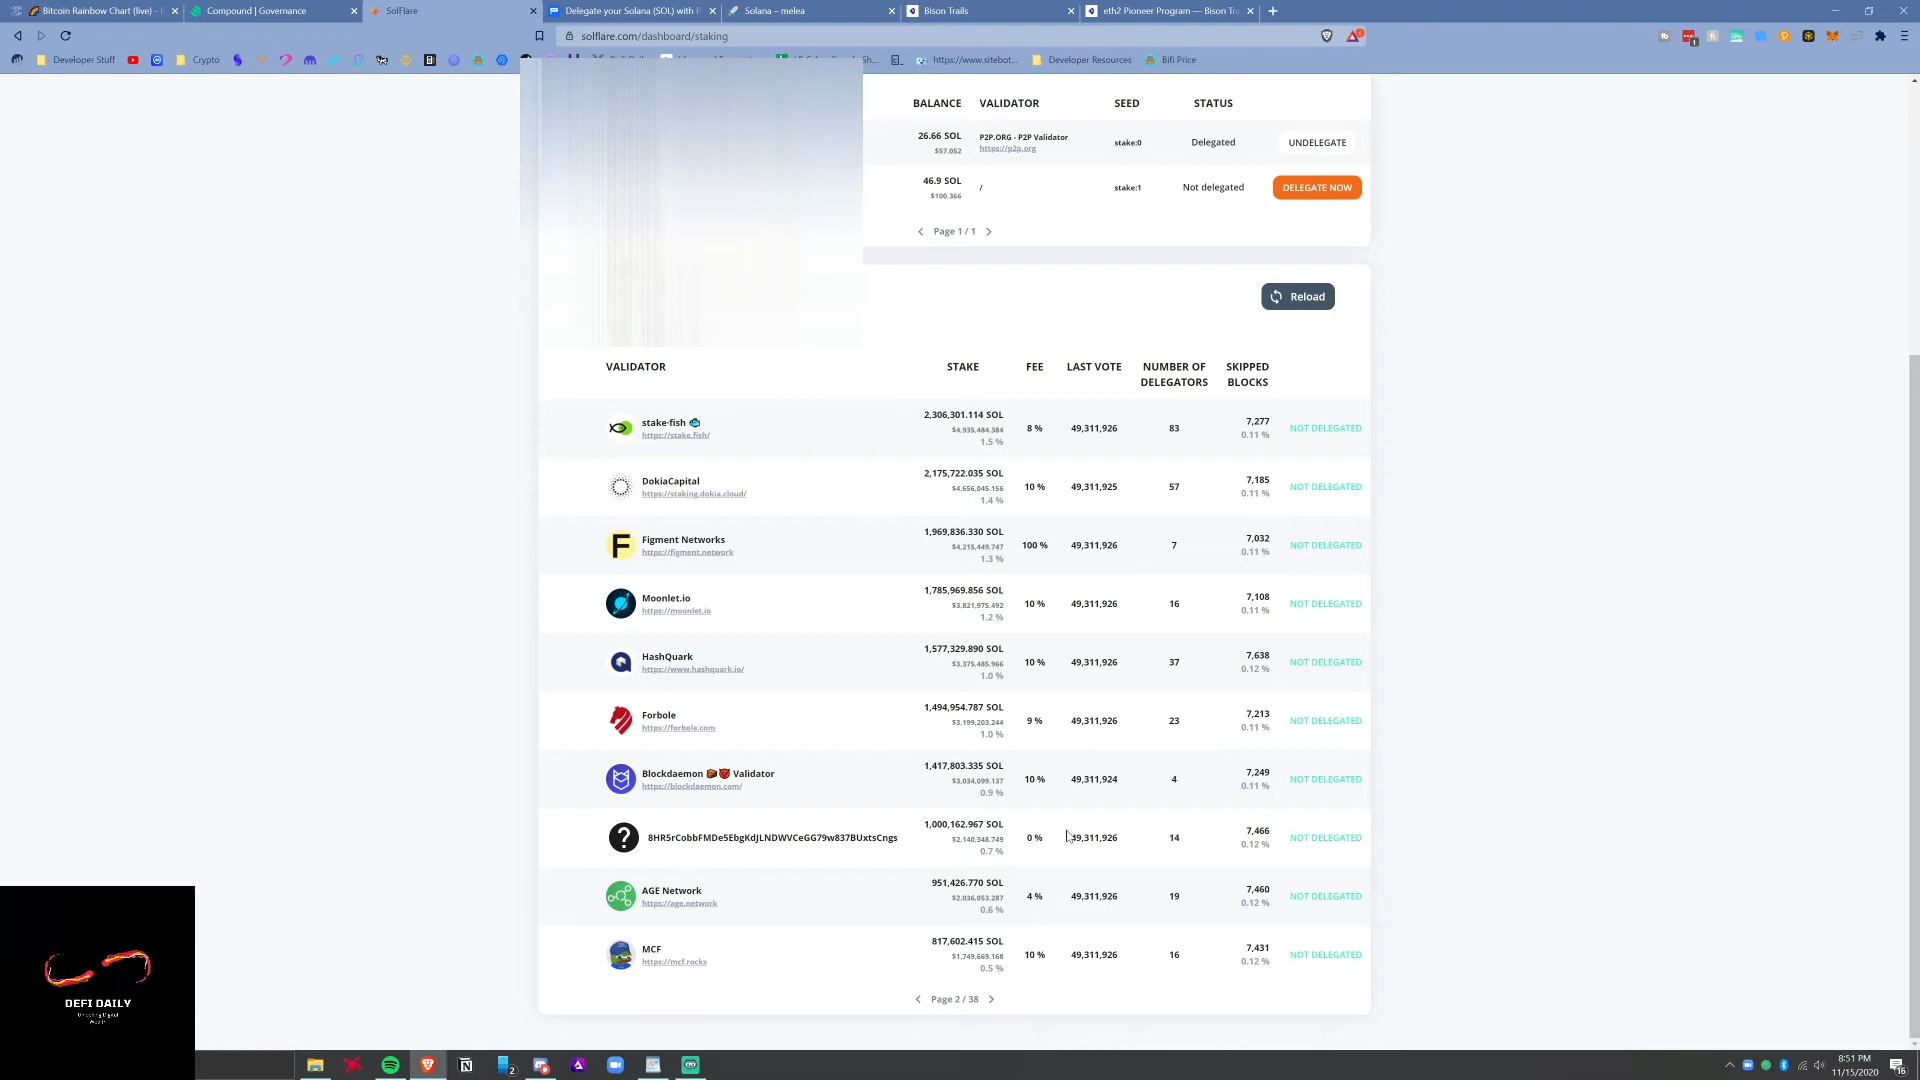 Bitcoin Rainbow Chart (live) -
Compound | Governance
SolFlare
Delegate your Solana (SOL) with P
Solana – melea
Bison Trails
eth2 Pioneer Program — Bison Tra
solflare.com/dashboard/staking
Developer Stuff
Crypto
https://www.sitebot...
Developer Resources
Bifi Price
BALANCE VALIDATOR SEED STATUS
26.66 SOL P2P.ORG - P2P Validator stake:0 Delegated UNDELEGATE
$57.052 https://p2p.org
46.9 SOL / stake:1 Not delegated DELEGATE NOW
$100.366
Page 1 / 1
Reload
VALIDATOR STAKE FEE LAST VOTE NUMBER OF DELEGATORS SKIPPED BLOCKS
stake·fish 🐟 2,306,301.114 SOL 8 % 49,311,926 83 7,277 NOT DELEGATED
https://stake.fish/ $4,935,484.384 0.11 %
1.5 %
DokiaCapital 2,175,722.035 SOL 10 % 49,311,925 57 7,185 NOT DELEGATED
https://staking.dokia.cloud/ $4,656,045.156 0.11 %
1.4 %
Figment Networks 1,969,836.330 SOL 100 % 49,311,926 7 7,032 NOT DELEGATED
https://figment.network $4,215,449.747 0.11 %
1.3 %
Moonlet.io 1,785,969.856 SOL 10 % 49,311,926 16 7,108 NOT DELEGATED
https://moonlet.io $3,821,975.492 0.11 %
1.2 %
HashQuark 1,577,329.890 SOL 10 % 49,311,926 37 7,638 NOT DELEGATED
https://www.hashquark.io/ $3,375,485.966 0.12 %
1.0 %
Forbole 1,494,954.787 SOL 9 % 49,311,926 23 7,213 NOT DELEGATED
https://forbole.com $3,199,203.244 0.11 %
1.0 %
Blockdaemon Validator 1,417,803.335 SOL 10 % 49,311,924 4 7,249 NOT DELEGATED
https://blockdaemon.com/ $3,034,099.137 0.11 %
0.9 %
8HR5rCobbFMDe5EbgKdJLNDWVCeGG79w837BUxtsCngs 1,000,162.967 SOL 0 % 49,311,926 14 7,466 NOT DELEGATED
$2,140,348.749 0.12 %
0.7 %
AGE Network 951,426.770 SOL 4 % 49,311,926 19 7,460 NOT DELEGATED
https://age.network $2,036,053.287 0.12 %
0.6 %
MCF 817,602.415 SOL 10 % 49,311,926 16 7,431 NOT DELEGATED
https://mcf.rocks $1,749,669.168 0.12 %
0.5 %
Page 2 / 38
DEFI DAILY
Unlocking Digital
Wealth
8:51 PM
11/15/2020